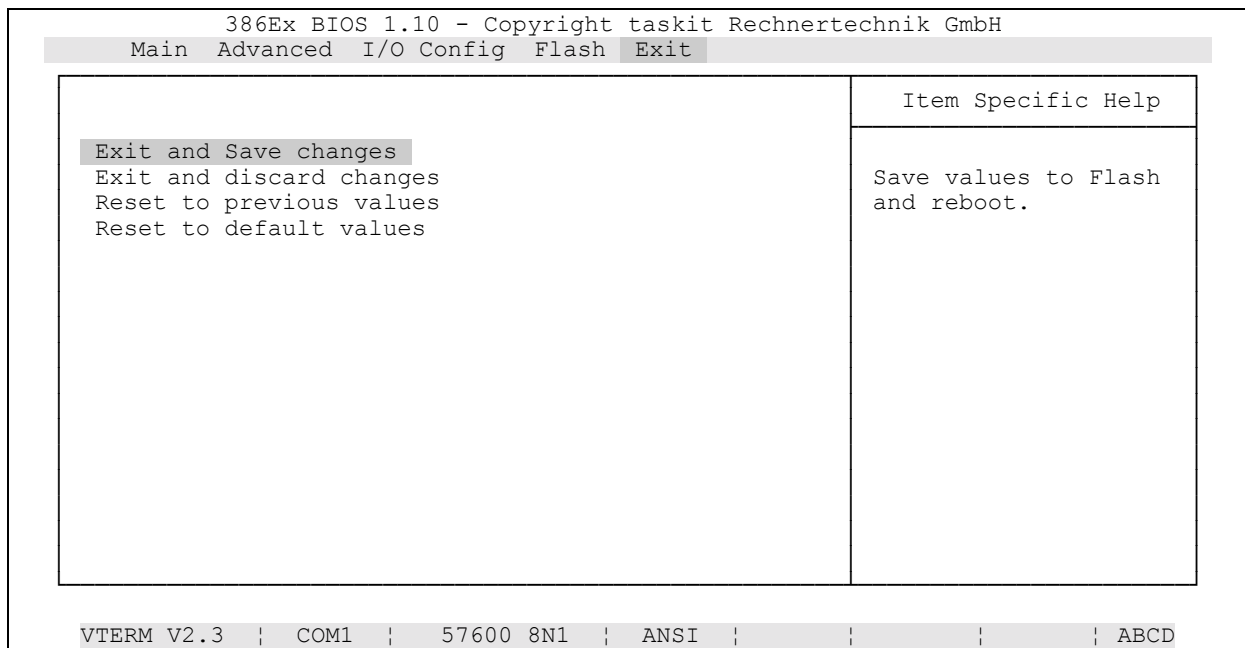 386Ex BIOS 1.10 - Copyright taskit Rechnertechnik GmbH
Main Advanced I/O Config Flash Exit
Item Specific Help
Exit and Save changes
Exit and discard changes
Reset to previous values
Reset to default values
Save values to Flash
and reboot.
VTERM V2.3 ¦ COM1 ¦ 57600 8N1 ¦ ANSI ¦ ¦ ¦ ¦ ABCD